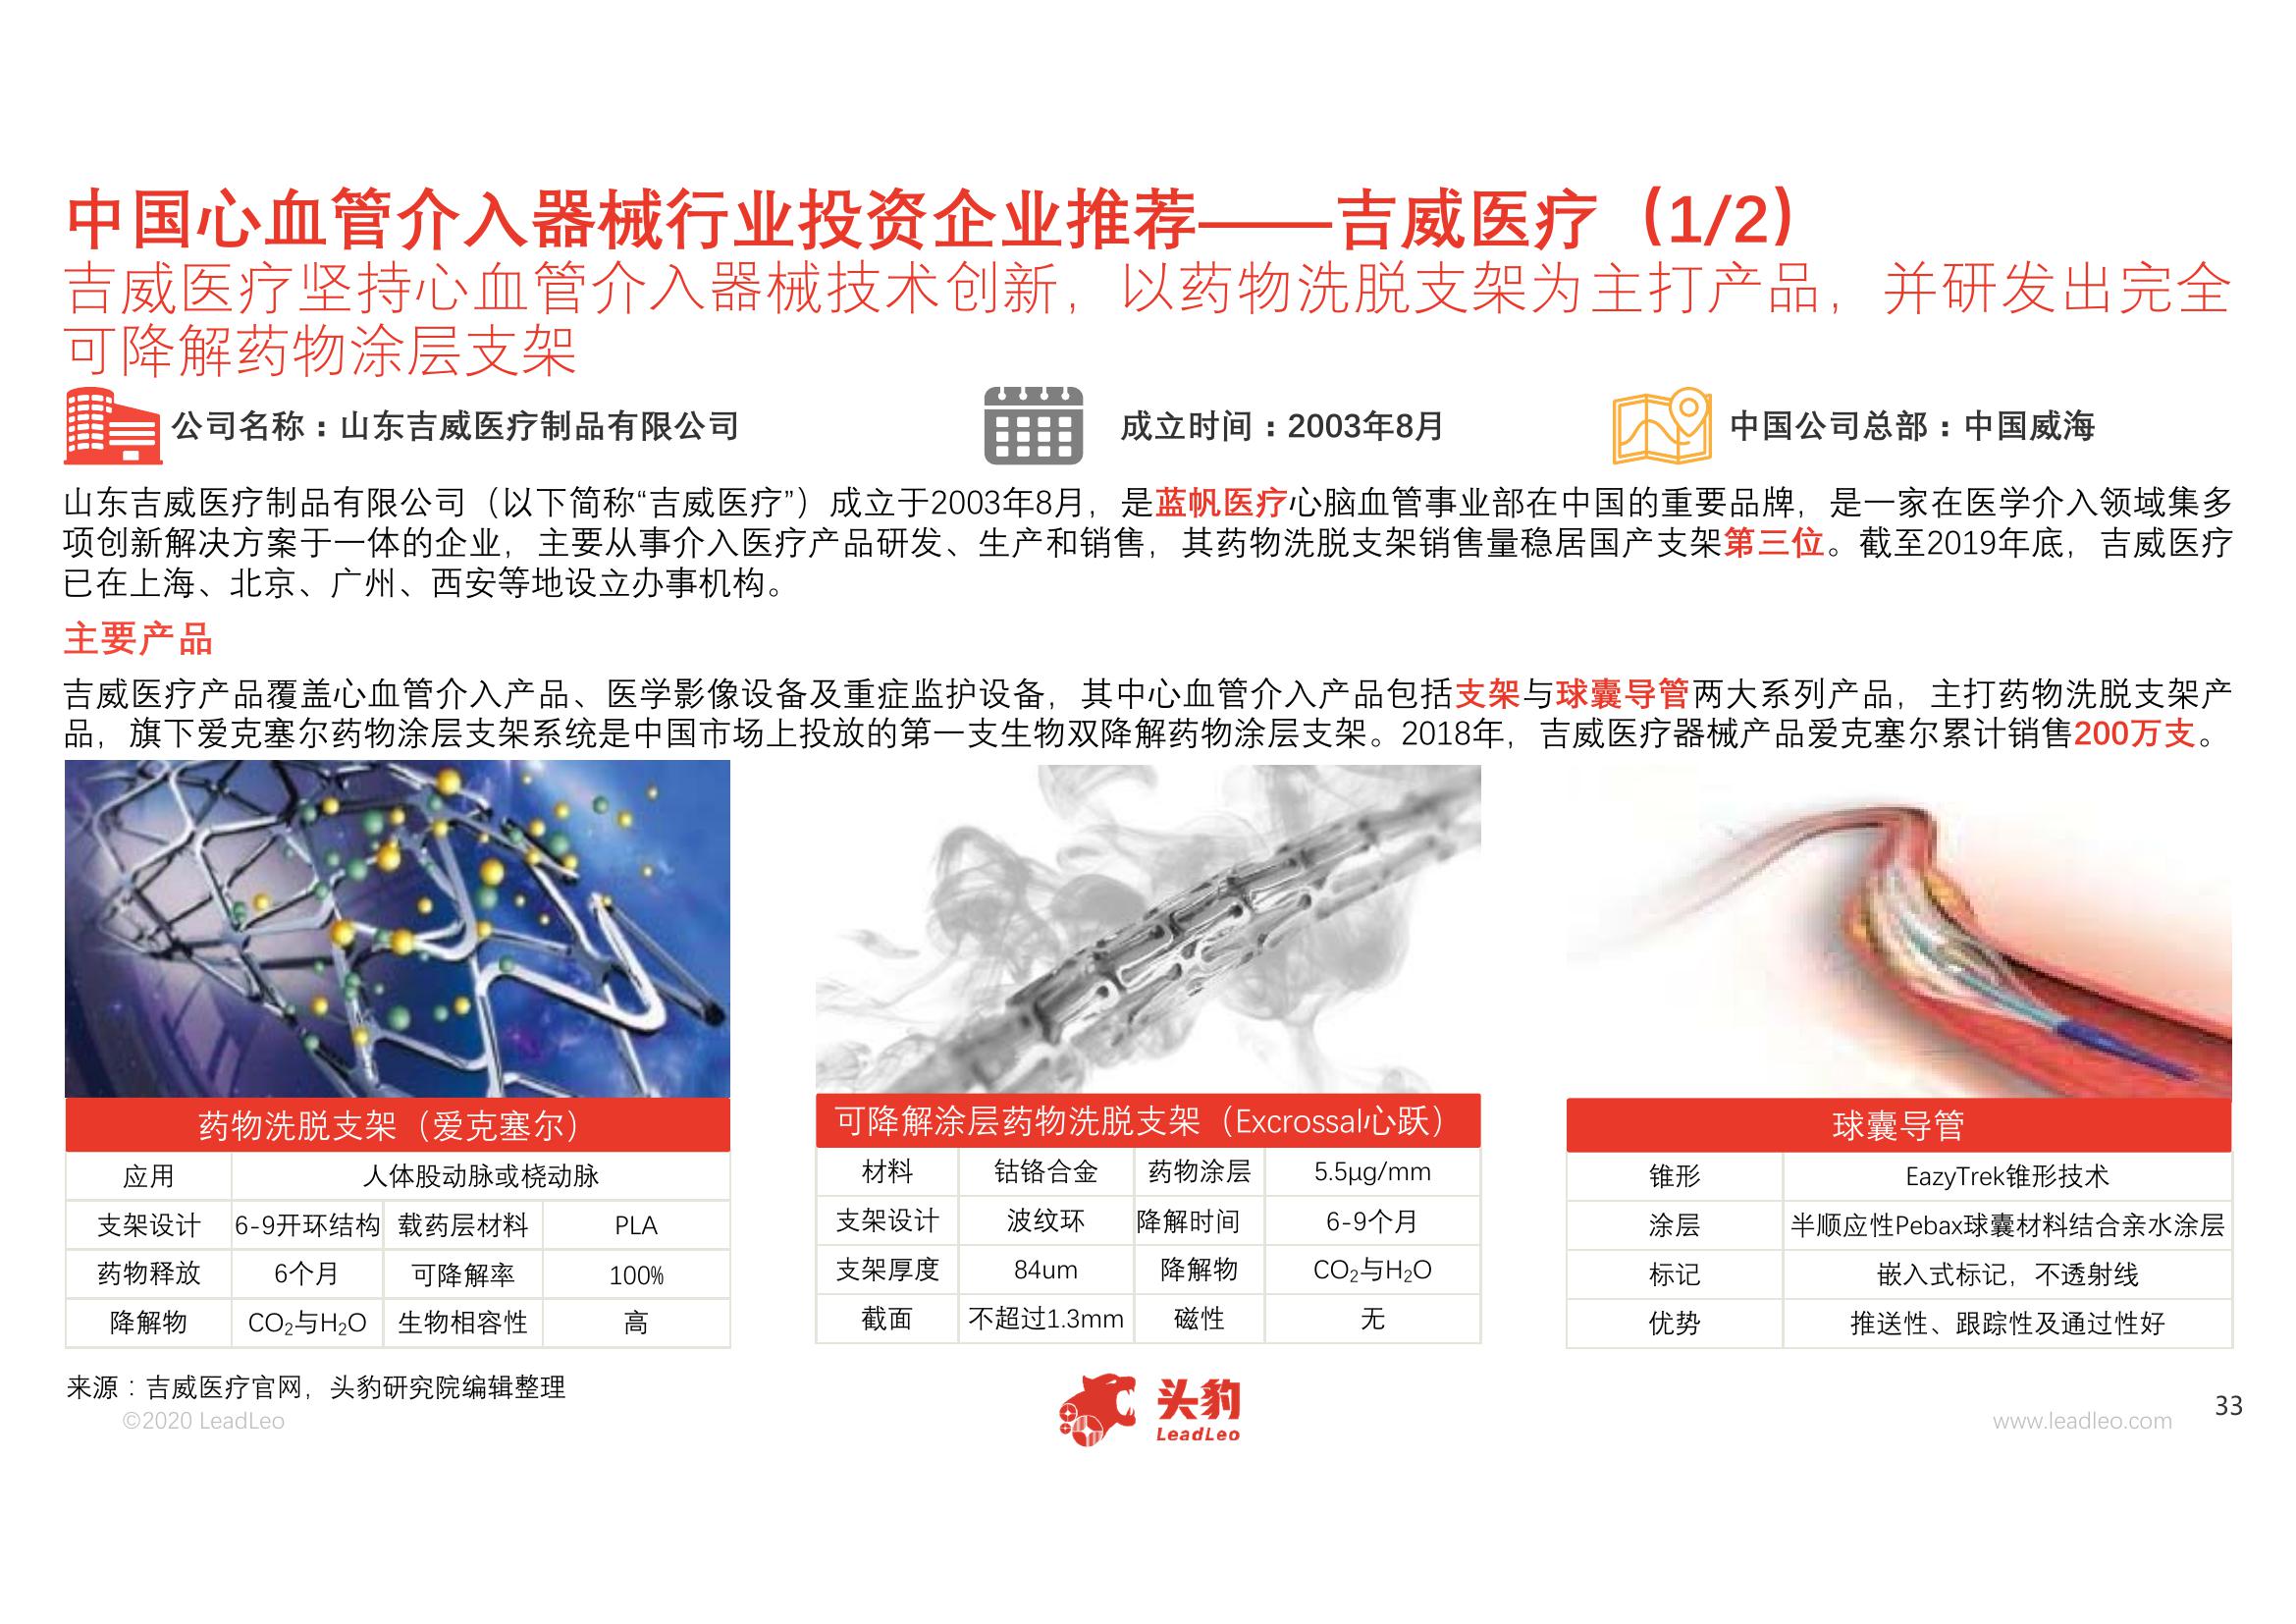 中国心血管介入器械行业投资企业推荐——吉威医疗（1/2）
吉威医疗坚持心血管介入器械技术创新，以药物洗脱支架为主打产品，并研发出完全
可降解药物涂层支架
公司名称：山东吉威医疗制品有限公司
成立时间：2003年8月
中国公司总部：中国威海
山东吉威医疗制品有限公司（以下简称“吉威医疗”）成立于2003年8月，是蓝帆医疗心脑血管事业部在中国的重要品牌，是一家在医学介入领域集多
项创新解决方案于一体的企业，主要从事介入医疗产品研发、生产和销售，其药物洗脱支架销售量稳居国产支架第三位。截至2019年底，吉威医疗
已在上海、北京、广州、西安等地设立办事机构。
主要产品
吉威医疗产品覆盖心血管介入产品、医学影像设备及重症监护设备，其中心血管介入产品包括支架与球囊导管两大系列产品，主打药物洗脱支架产
品，旗下爱克塞尔药物涂层支架系统是中国市场上投放的第一支生物双降解药物涂层支架。2018年，吉威医疗器械产品爱克塞尔累计销售200万支。
药物洗脱支架（爱克塞尔）
应用 人体股动脉或桡动脉
支架设计 6-9开环结构 载药层材料 PLA
药物释放 6个月 可降解率 100%
降解物 CO₂与H₂O 生物相容性 高
可降解涂层药物洗脱支架（Excrossal心跃）
材料 钴铬合金 药物涂层 5.5μg/mm
支架设计 波纹环 降解时间 6-9个月
支架厚度 84um 降解物 CO₂与H₂O
截面 不超过1.3mm 磁性 无
球囊导管
锥形 EazyTrek锥形技术
涂层 半顺应性Pebax球囊材料结合亲水涂层
标记 嵌入式标记，不透射线
优势 推送性、跟踪性及通过性好
来源：吉威医疗官网，头豹研究院编辑整理
©2020 LeadLeo
头豹
LeadLeo
www.leadleo.com
33